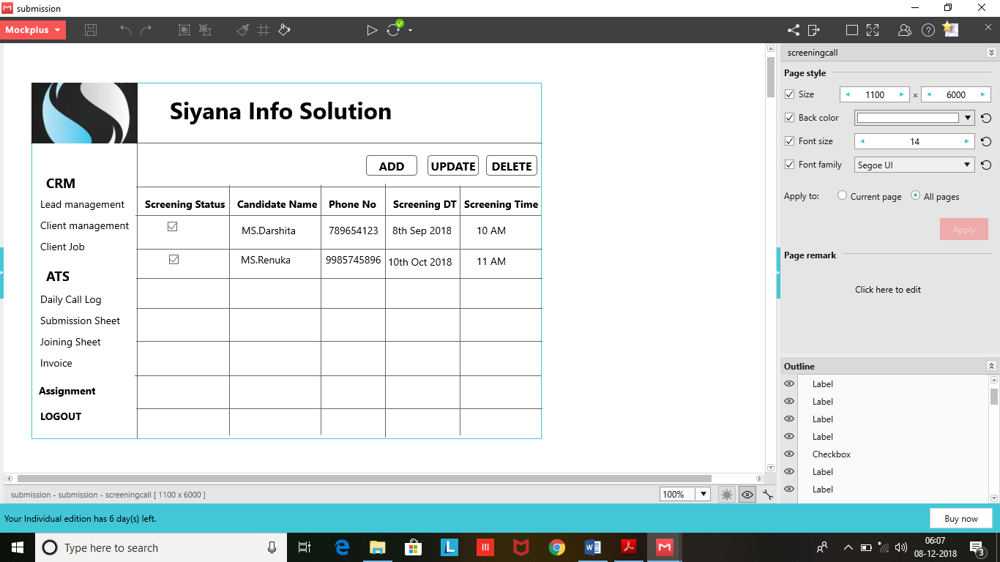 submission
Mockplus
screeningcall
Page style
Size 1100 × 6000
Back color
Font size 14
Font family Segoe UI
Apply to: Current page All pages
Apply
Page remark
Click here to edit
Outline
Label
Label
Label
Label
Checkbox
Label
Label
Siyana Info Solution
ADD UPDATE DELETE
CRM
Lead management
Client management
Client Job
ATS
Daily Call Log
Submission Sheet
Joining Sheet
Invoice
Assignment
LOGOUT
Screening Status Candidate Name Phone No Screening DT Screening Time
MS.Darshita 789654123 8th Sep 2018 10 AM
MS.Renuka 9985745896 10th Oct 2018 11 AM
submission - submission - screeningcall [ 1100 x 6000 ]
100%
Your Individual edition has 6 day(s) left.
Buy now
Type here to search
06:07
08-12-2018
3